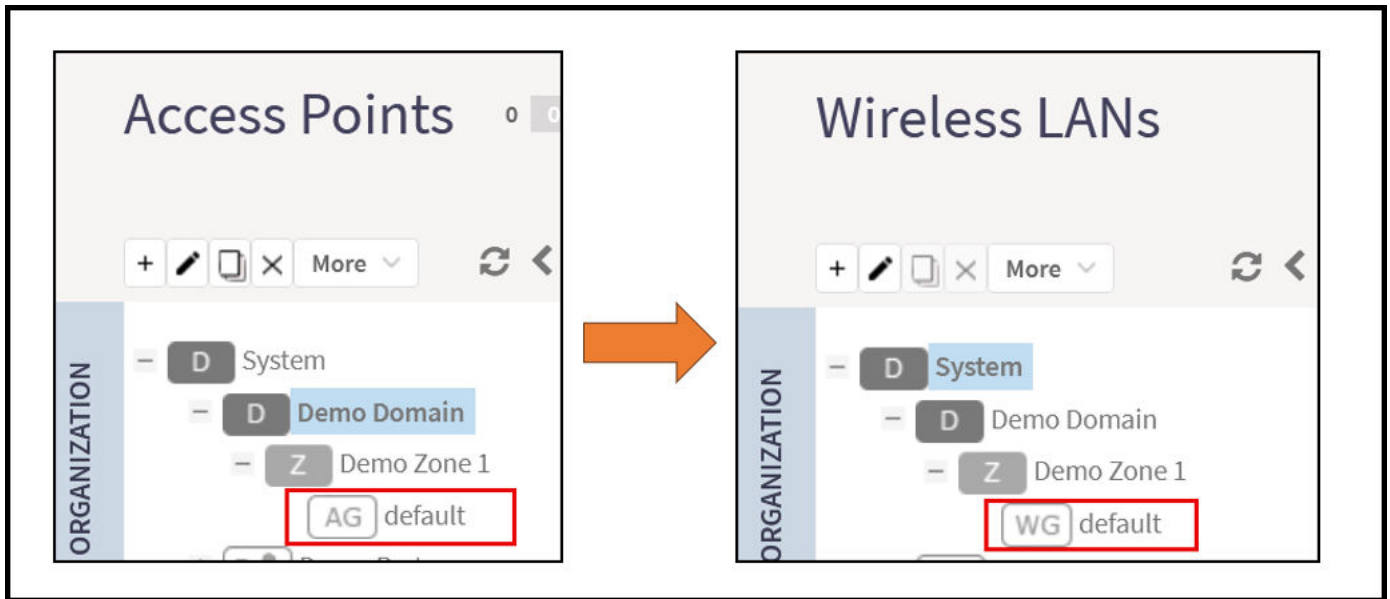 Access Points 0 0
+ More
ORGANIZATION
D System
D Demo Domain
Z Demo Zone 1
AG default
Wireless LANs
+ More
ORGANIZATION
D System
D Demo Domain
Z Demo Zone 1
WG default